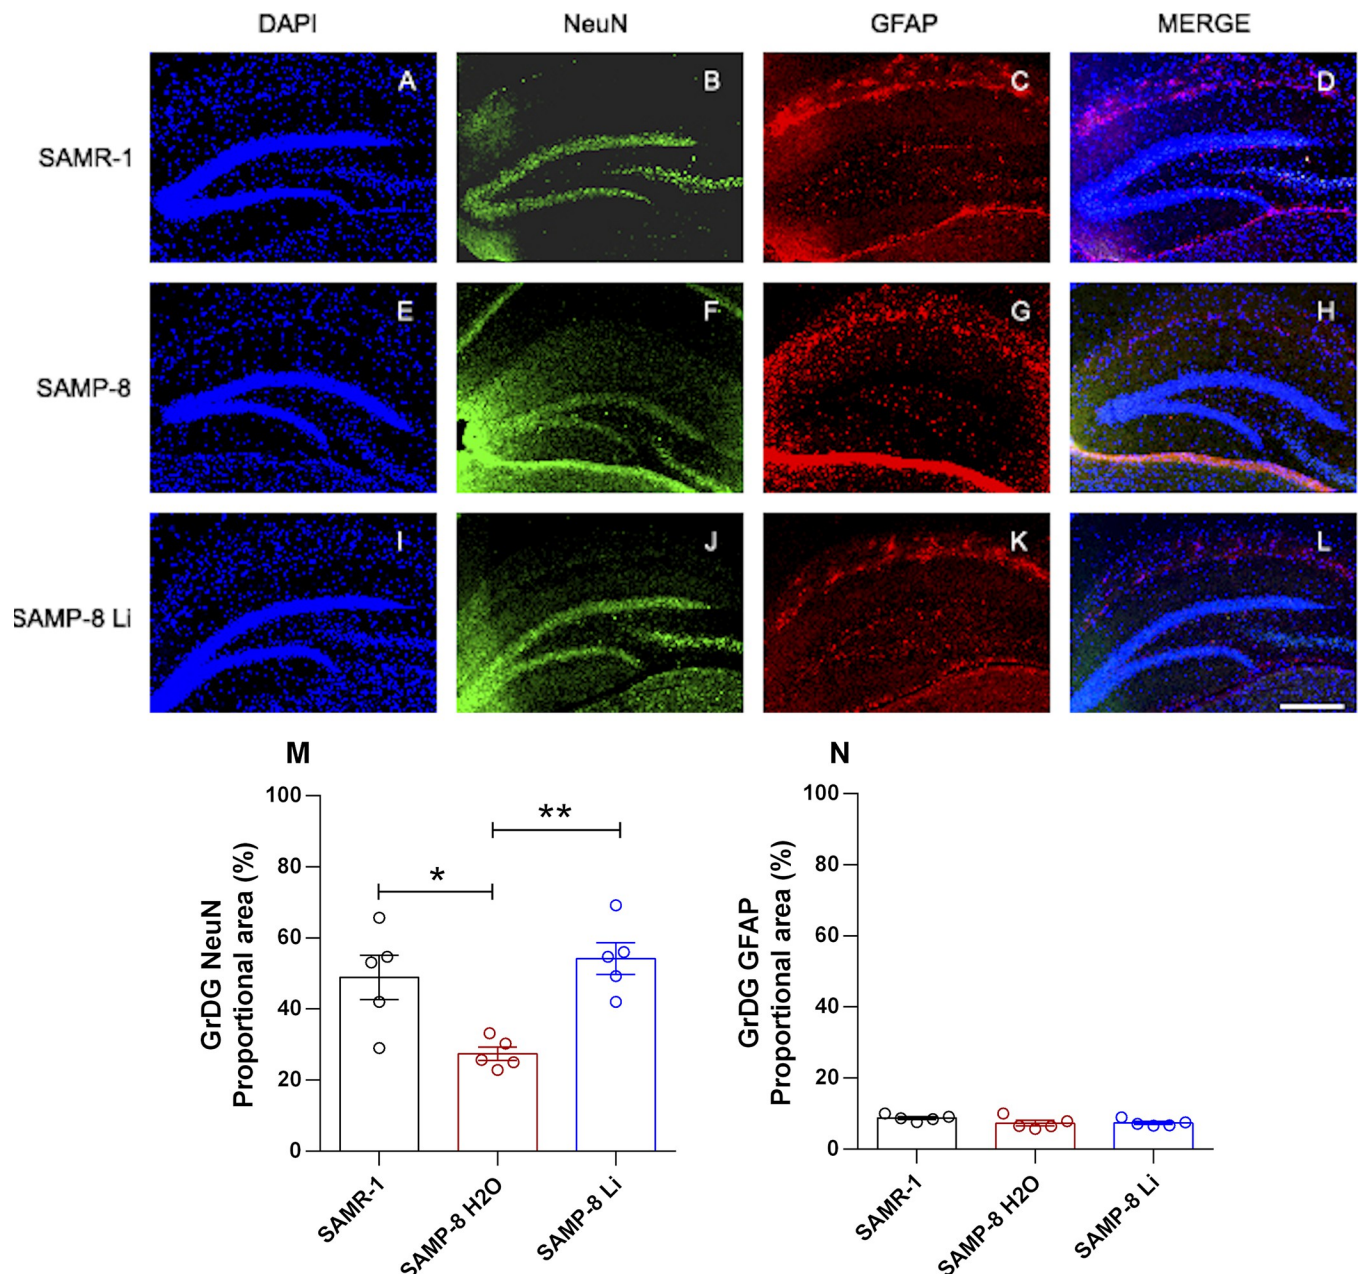 DAPI NeuN GFAP MERGE
SAMR-1 A B C D
SAMP-8 E F G H
SAMP-8 Li I J K L
M N
GrDG NeuN
Proportional area (%)
100
80
60
40
20
0
*
**
SAMR-1
SAMP-8 H2O
SAMP-8 Li
GrDG GFAP
Proportional area (%)
100
80
60
40
20
0
SAMR-1
SAMP-8 H2O
SAMP-8 Li